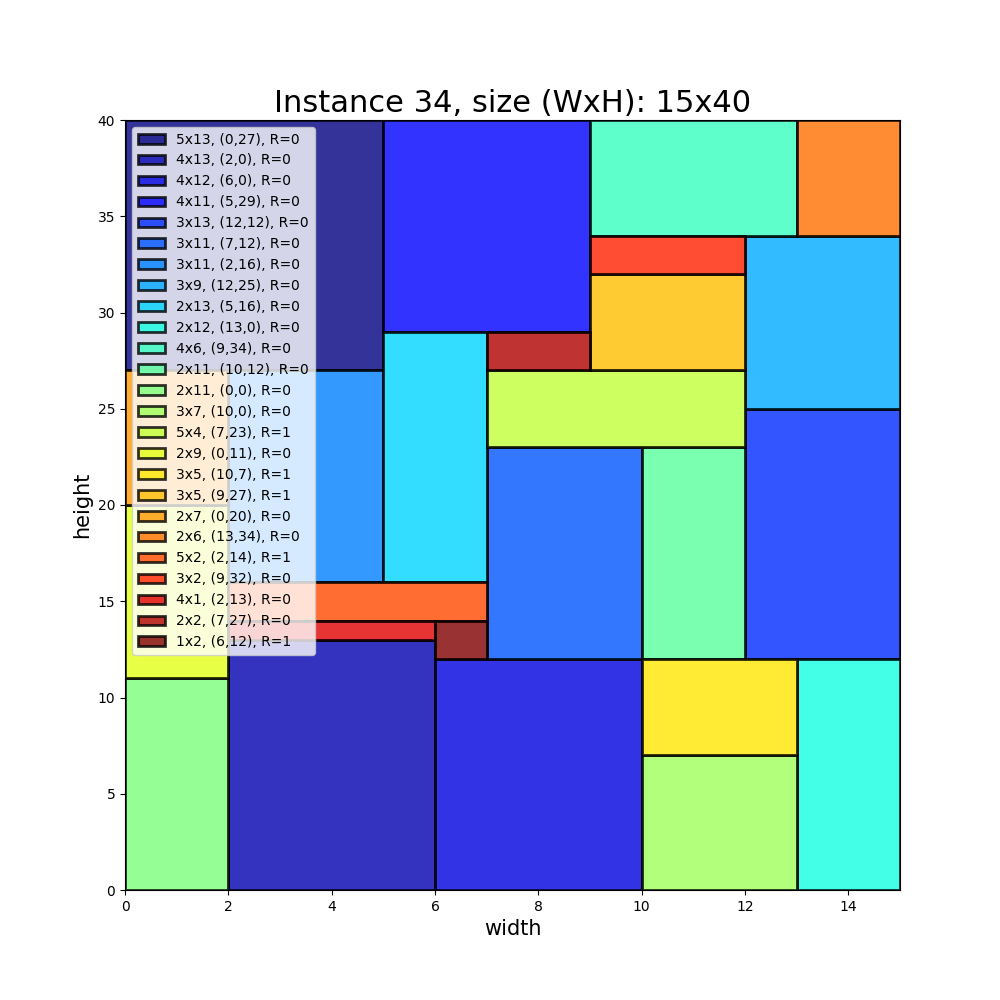 Instance 34, size (WxH): 15x40
40
35
30
25
20
15
10
5
0
height
5x13, (0,27), R=0
4x13, (2,0), R=0
4x12, (6,0), R=0
4x11, (5,29), R=0
3x13, (12,12), R=0
3x11, (7,12), R=0
3x11, (2,16), R=0
3x9, (12,25), R=0
2x13, (5,16), R=0
2x12, (13,0), R=0
4x6, (9,34), R=0
2x11, (10,12), R=0
2x11, (0,0), R=0
3x7, (10,0), R=0
5x4, (7,23), R=1
2x9, (0,11), R=0
3x5, (10,7), R=1
3x5, (9,27), R=1
2x7, (0,20), R=0
2x6, (13,34), R=0
5x2, (2,14), R=1
3x2, (9,32), R=0
4x1, (2,13), R=0
2x2, (7,27), R=0
1x2, (6,12), R=1
0 2 4 6 8 10 12 14
width